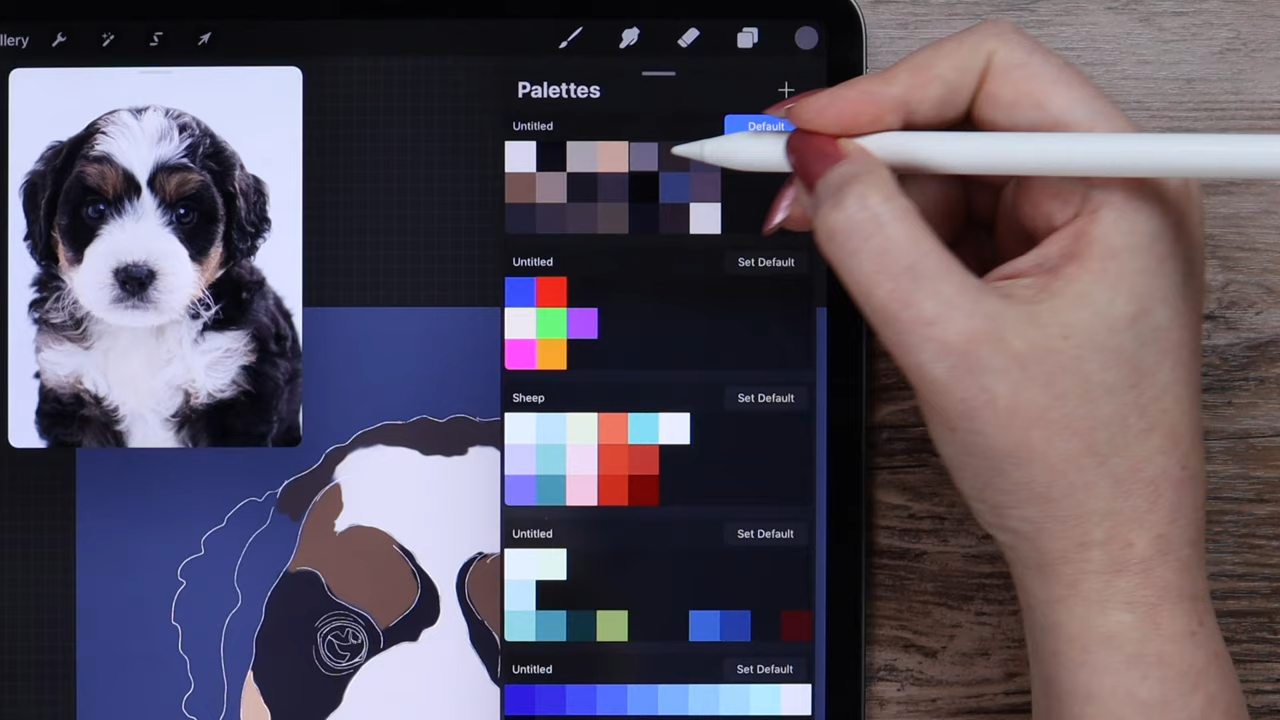 llery
Palettes
Untitled
Default
Untitled
Set Default
Sheep
Set Default
Untitled
Set Default
Untitled
Set Default